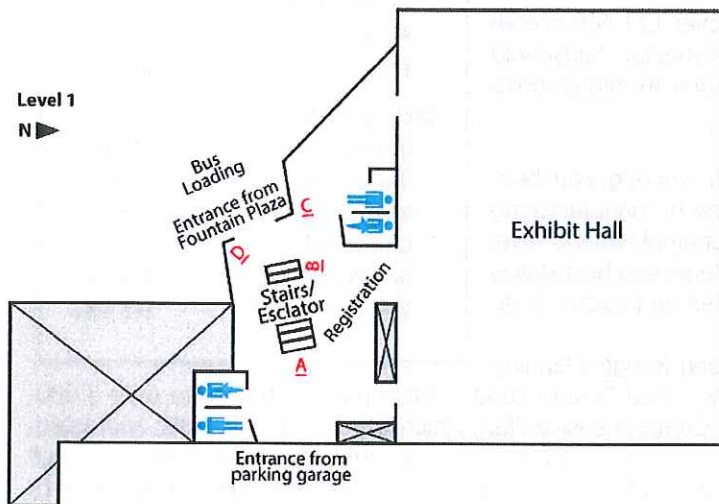 Level 1
N
Bus
Loading
Entrance from
Fountain Plaza
C
D
B
Stairs/
Esclator
Registration
A
Exhibit Hall
Entrance from
parking garage